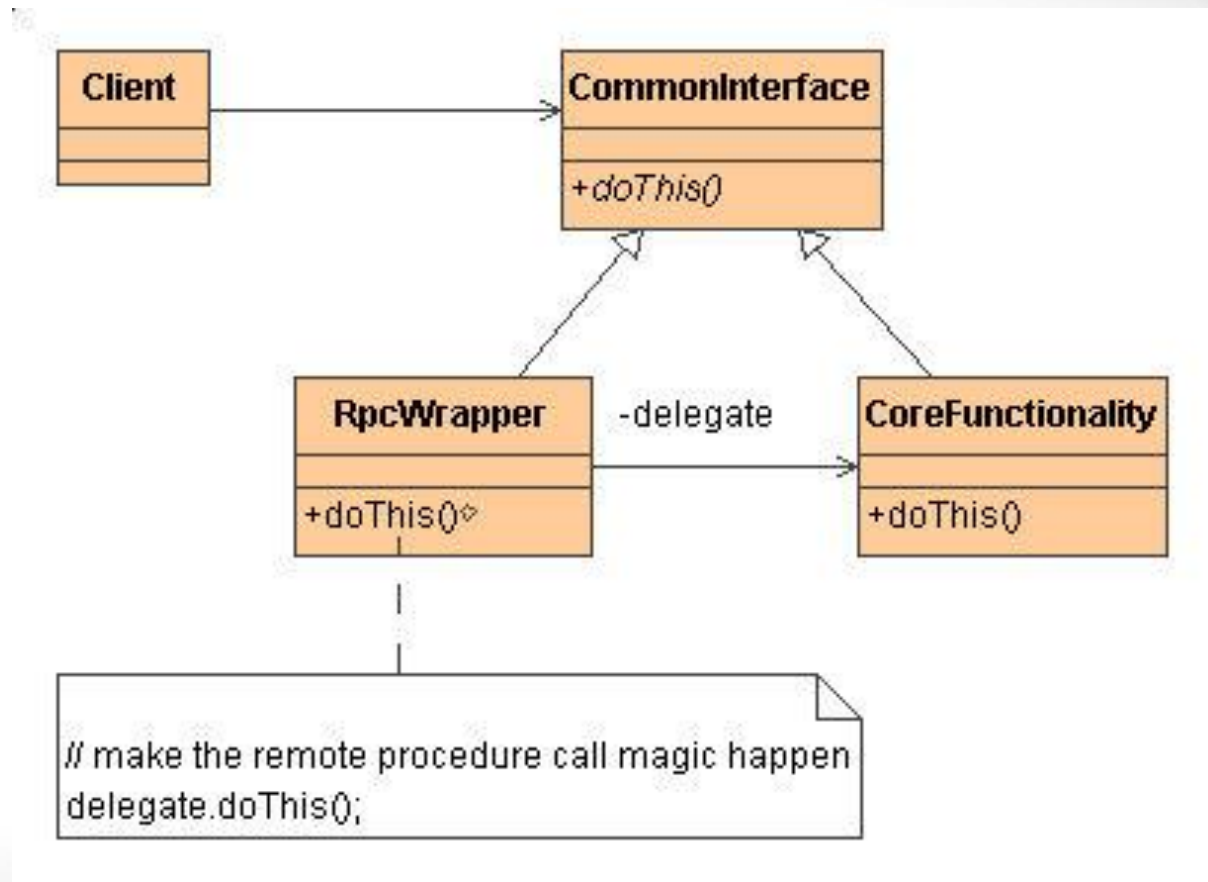 Client
CommonInterface
+doThis()
RpcWrapper
-delegate
CoreFunctionality
+doThis()
+doThis()
// make the remote procedure call magic happen
delegate.doThis();